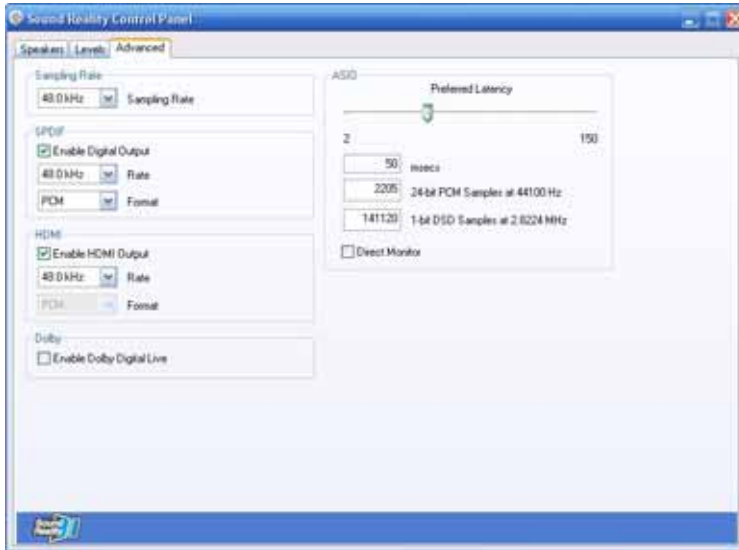 Sound Reality Control Panel
Speakers Levels Advanced
Sampling Rate
48.0 kHz Sampling Rate
SPDIF
Enable Digital Output
48.0 kHz Rate
PCM Format
HDMI
Enable HDMI Output
48.0 kHz Rate
PCM Format
Dolby
Enable Dolby Digital Live
ASIO
Preferred Latency
2 150
50 msecs
2205 24-bit PCM Samples at 44100 Hz
141120 1-bit DSD Samples at 2.8224 MHz
Direct Monitor
Sound Reality